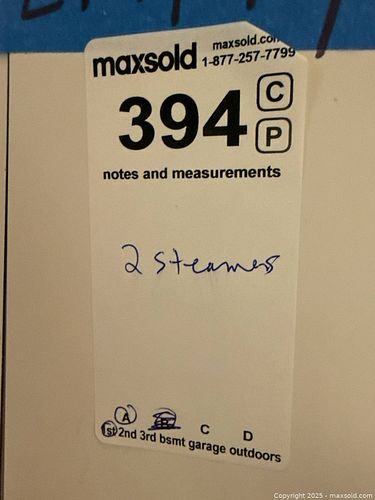 maxsold
maxsold.com
1-877-257-7799
394
C
P
notes and measurements
2 Steamers
A B C D
1st 2nd 3rd bsmt garage outdoors
Copyright 2025 - maxsold.com